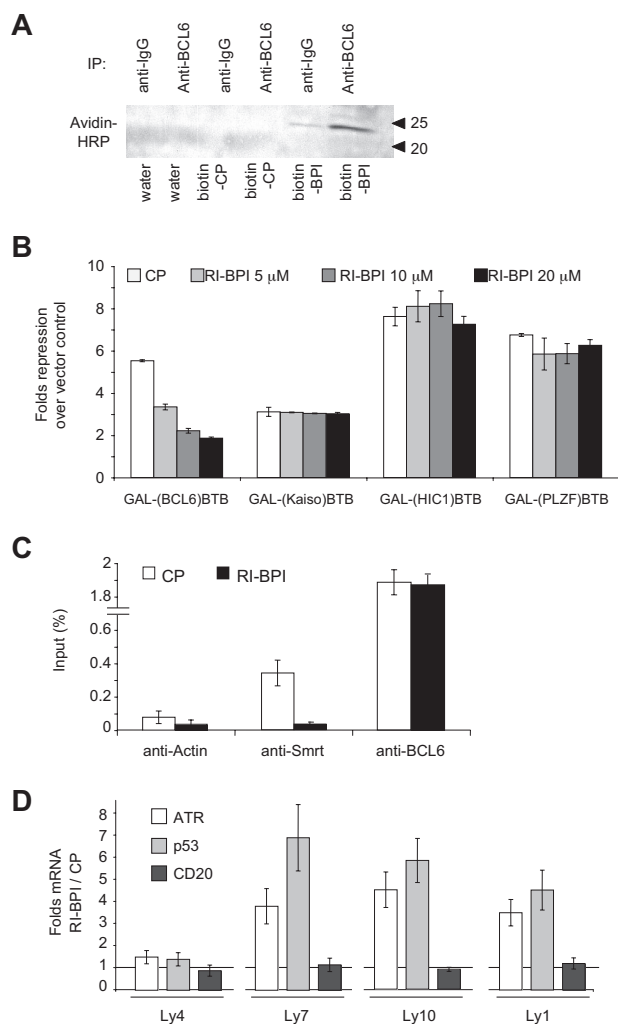 A
IP:
anti-IgG
Anti-BCL6
anti-IgG
Anti-BCL6
anti-IgG
Anti-BCL6
Avidin-
HRP
25
20
water
water
biotin
-CP
biotin
-CP
biotin
-BPI
biotin
-BPI
B
CP RI-BPI 5 μM RI-BPI 10 μM RI-BPI 20 μM
Folds repression
over vector control
10
8
6
4
2
0
GAL-(BCL6)BTB GAL-(Kaiso)BTB GAL-(HIC1)BTB GAL-(PLZF)BTB
C
CP RI-BPI
Input (%)
2
1.8
0.6
0.4
0.2
0
anti-Actin anti-Smrt anti-BCL6
D
ATR
p53
CD20
Folds mRNA
RI-BPI / CP
8
7
6
5
4
3
2
1
0
Ly4 Ly7 Ly10 Ly1